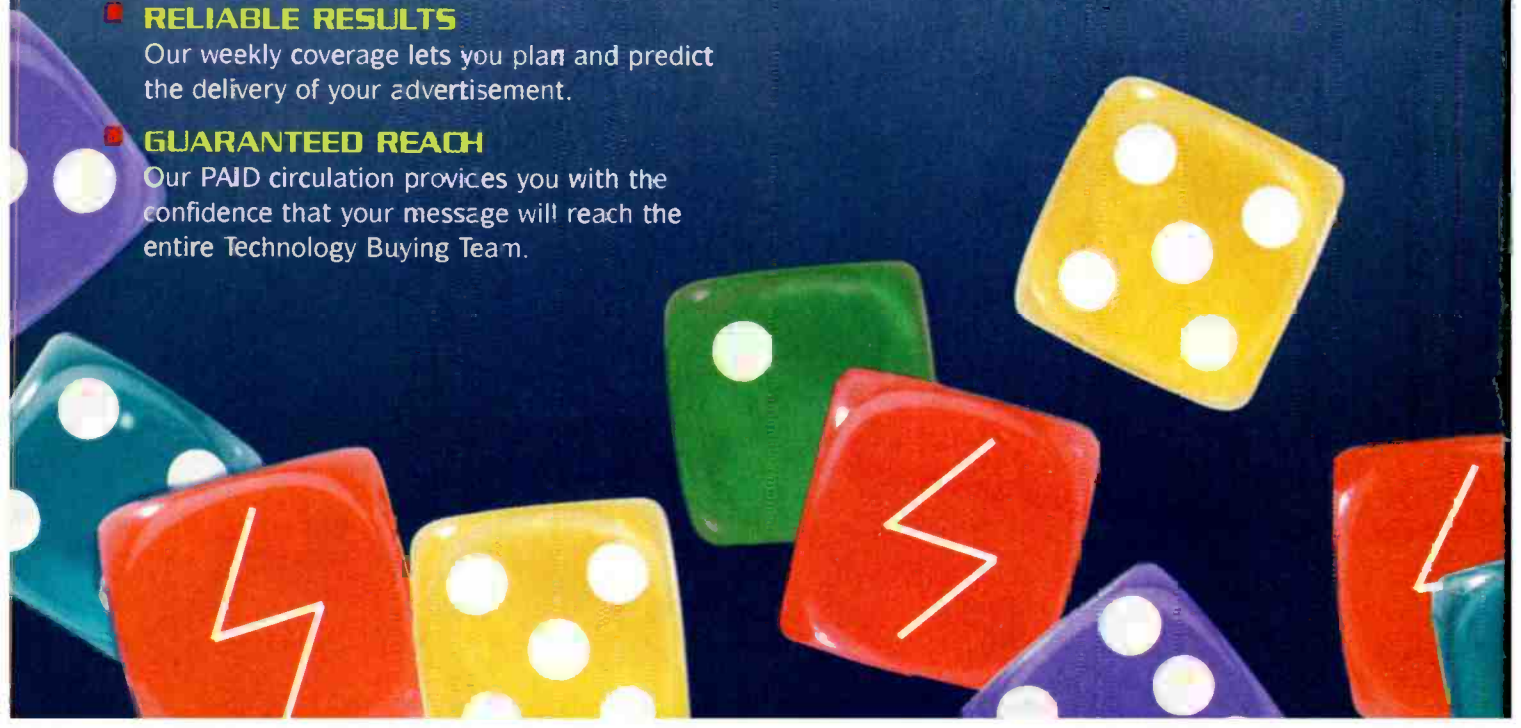 RELIABLE RESULTS
Our weekly coverage lets you plan and predict
the delivery of your advertisement.
GUARANTEED REACH
Our PAID circulation provides you with the
confidence that your message will reach the
entire Technology Buying Team.